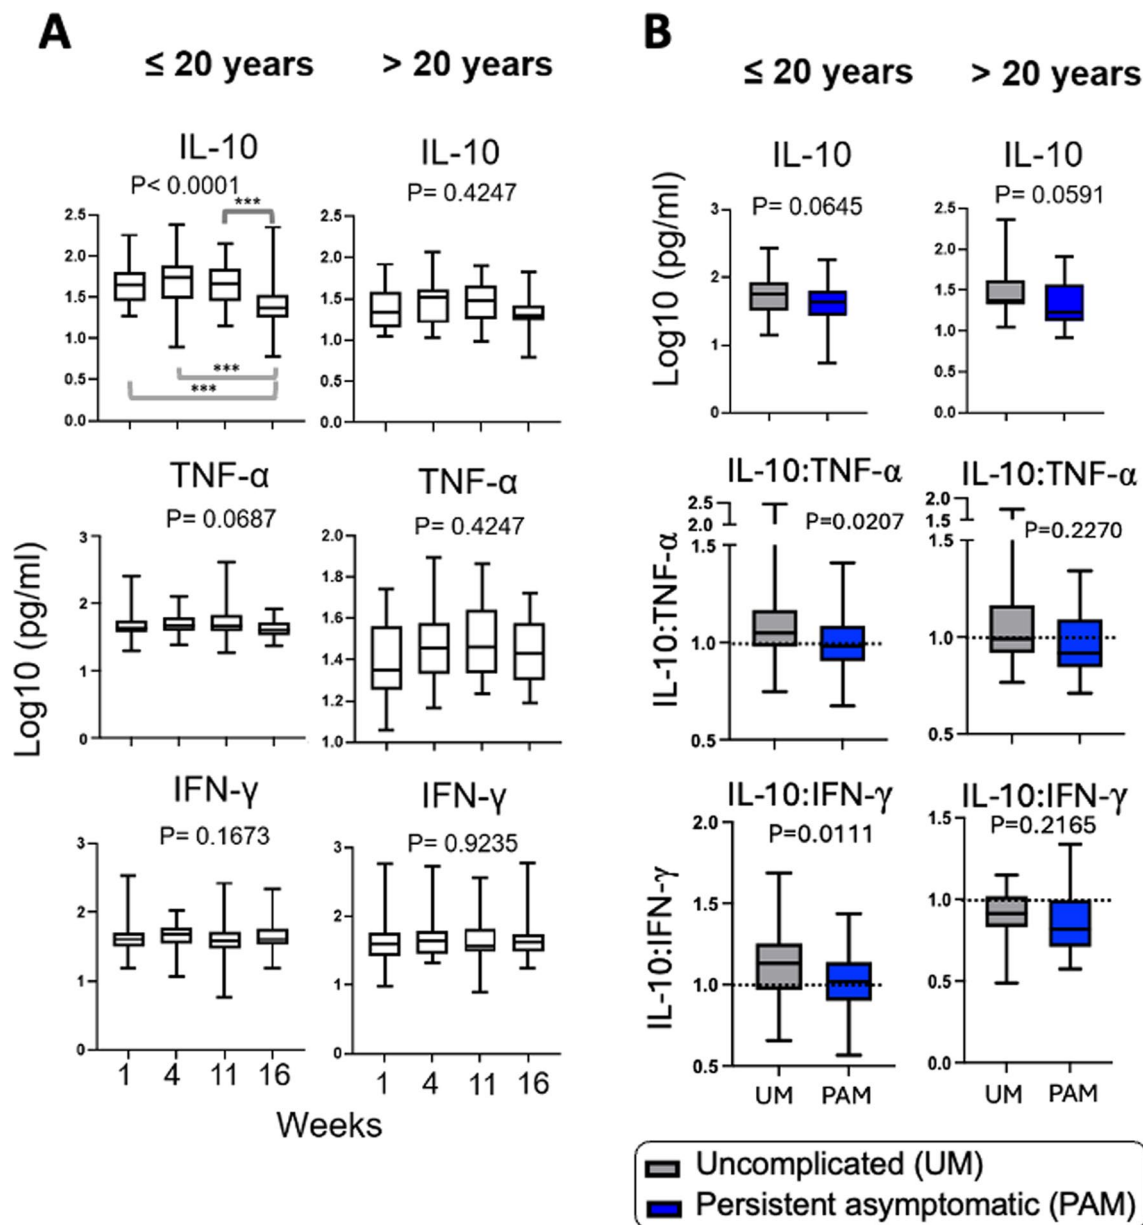 A
≤ 20 years
> 20 years
IL-10
P< 0.0001
***
2.5
2.0
1.5
1.0
0.5
0.0
***
***
IL-10
P= 0.4247
2.5
2.0
1.5
1.0
0.5
0.0
Log10 (pg/ml)
TNF-α
P= 0.0687
3
2
1
0
TNF-α
P= 0.4247
2.0
1.8
1.6
1.4
1.2
1.0
IFN-γ
P= 0.1673
3
2
1
0
1 4 11 16
IFN-γ
P= 0.9235
3
2
1
0
1 4 11 16
Weeks
B
≤ 20 years
> 20 years
IL-10
P= 0.0645
Log10 (pg/ml)
3
2
1
0
IL-10
P= 0.0591
2.5
2.0
1.5
1.0
0.5
0.0
IL-10:TNF-α
P=0.0207
IL-10:TNF-α
2.5
2.0
1.5
1.0
0.5
IL-10:TNF-α
P=0.2270
2.0
1.5
1.5
1.0
0.5
IL-10:IFN-γ
P=0.0111
IL-10:IFN-γ
2.0
1.5
1.0
0.5
UM PAM
IL-10:IFN-γ
P=0.2165
1.5
1.0
0.5
0.0
UM PAM
Uncomplicated (UM)
Persistent asymptomatic (PAM)